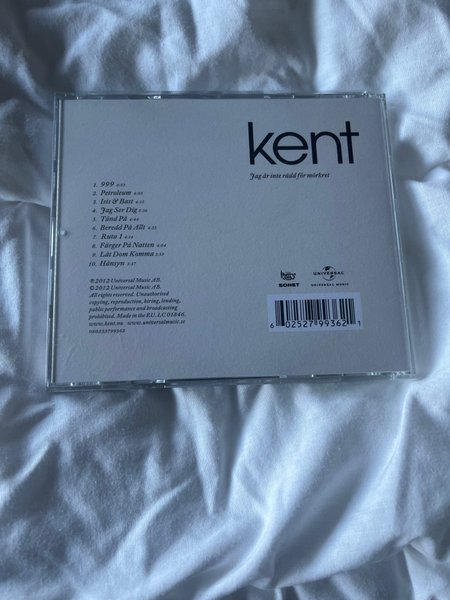 kent
Jag är inte rädd för mörkret
1. 999
2. Petroleum
3. Isis & Bast
4. Jag Ser Dig
5. Tänd På
6. Beredd På Allt
7. Ruta 1
8. Färger På Natten
9. Låt Dom Komma
10. Hänsyn
℗ 2012 Universal Music AB.
© 2012 Universal Music AB.
All rights reserved. Unauthorised
copying, reproduction, hiring, lending,
public performance and broadcasting
prohibited. Made in the E.U. LC 01846.
www.kent.nu www.universalmusic.se
SONET
UNIVERSAL
UNIVERSAL MUSIC
6 02527 99362 1